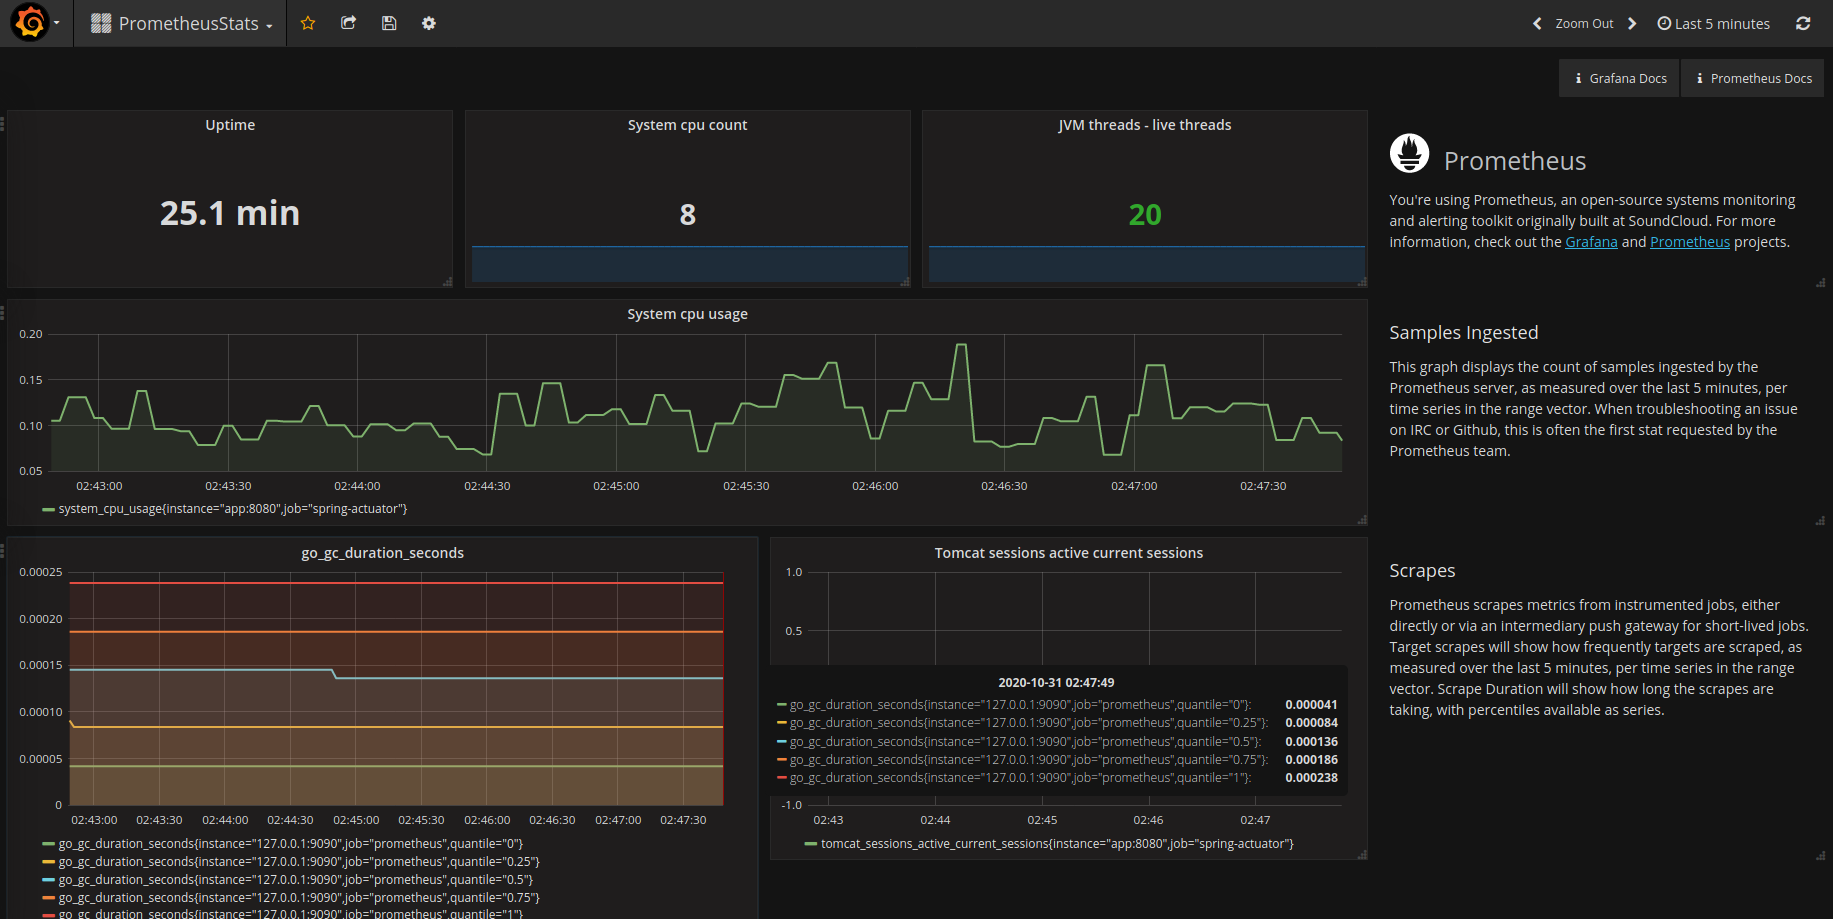 PrometheusStats
Zoom Out
Last 5 minutes
Grafana Docs
Prometheus Docs
Uptime
25.1 min
System cpu count
8
JVM threads - live threads
20
Prometheus
You're using Prometheus, an open-source systems monitoring
and alerting toolkit originally built at SoundCloud. For more
information, check out the Grafana and Prometheus projects.
System cpu usage
0.20
0.15
0.10
0.05
02:43:00 02:43:30 02:44:00 02:44:30 02:45:00 02:45:30 02:46:00 02:46:30 02:47:00 02:47:30
system_cpu_usage{instance="app:8080",job="spring-actuator"}
Samples Ingested
This graph displays the count of samples ingested by the
Prometheus server, as measured over the last 5 minutes, per
time series in the range vector. When troubleshooting an issue
on IRC or Github, this is often the first stat requested by the
Prometheus team.
go_gc_duration_seconds
0.00025
0.00020
0.00015
0.00010
0.00005
0
02:43:00 02:43:30 02:44:00 02:44:30 02:45:00 02:45:30 02:46:00 02:46:30 02:47:00 02:47:30
go_gc_duration_seconds{instance="127.0.0.1:9090",job="prometheus",quantile="0"}
go_gc_duration_seconds{instance="127.0.0.1:9090",job="prometheus",quantile="0.25"}
go_gc_duration_seconds{instance="127.0.0.1:9090",job="prometheus",quantile="0.5"}
go_gc_duration_seconds{instance="127.0.0.1:9090",job="prometheus",quantile="0.75"}
go_gc_duration_seconds{instance="127.0.0.1:9090",job="prometheus",quantile="1"}
Tomcat sessions active current sessions
1.0
0.5
2020-10-31 02:47:49
go_gc_duration_seconds{instance="127.0.0.1:9090",job="prometheus",quantile="0"}: 0.000041
go_gc_duration_seconds{instance="127.0.0.1:9090",job="prometheus",quantile="0.25"}: 0.000084
go_gc_duration_seconds{instance="127.0.0.1:9090",job="prometheus",quantile="0.5"}: 0.000136
go_gc_duration_seconds{instance="127.0.0.1:9090",job="prometheus",quantile="0.75"}: 0.000186
go_gc_duration_seconds{instance="127.0.0.1:9090",job="prometheus",quantile="1"}: 0.000238
-1.0
02:43 02:44 02:45 02:46 02:47
tomcat_sessions_active_current_sessions{instance="app:8080",job="spring-actuator"}
Scrapes
Prometheus scrapes metrics from instrumented jobs, either
directly or via an intermediary push gateway for short-lived jobs.
Target scrapes will show how frequently targets are scraped, as
measured over the last 5 minutes, per time series in the range
vector. Scrape Duration will show how long the scrapes are
taking, with percentiles available as series.